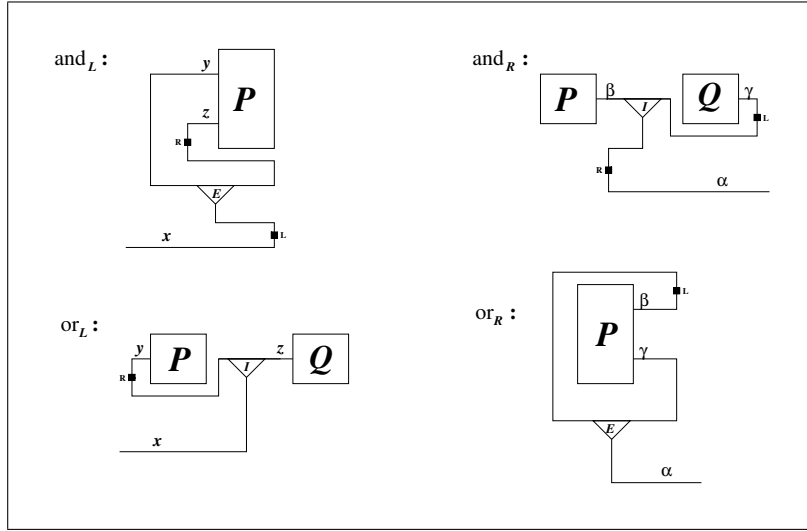 and_L :
y
P
z
R
E
L
x
and_R :
P β I Q γ
L
R
α
or_L :
y P z Q
I
R
x
or_R :
L
β
P
γ
E
α